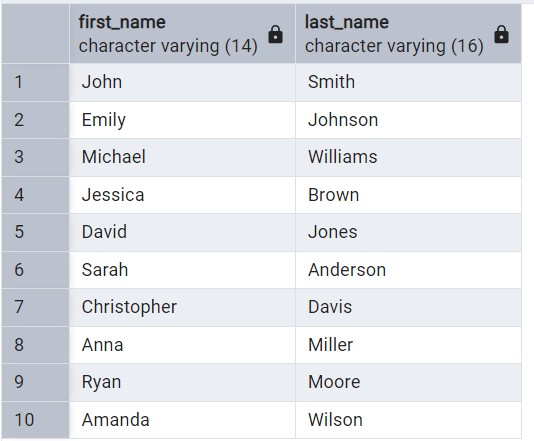 first_name last_name
character varying (14) character varying (16)
1 John Smith
2 Emily Johnson
3 Michael Williams
4 Jessica Brown
5 David Jones
6 Sarah Anderson
7 Christopher Davis
8 Anna Miller
9 Ryan Moore
10 Amanda Wilson